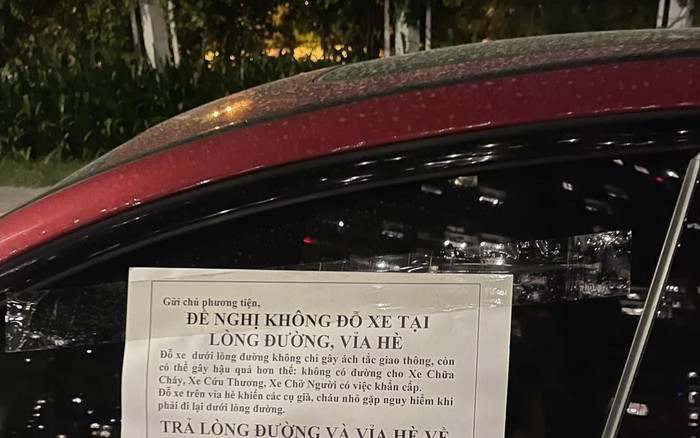 Gửi chủ phương tiện,
ĐỀ NGHỊ KHÔNG ĐỖ XE TẠI
LÒNG ĐƯỜNG, VỈA HÈ
Đỗ xe dưới lòng đường không chỉ gây ách tắc giao thông, còn
có thể gây hậu quả hơn thế: không có đường cho Xe Chữa
Cháy, Xe Cứu Thương, Xe Chở Người có việc khẩn cấp.
Đỗ xe trên vỉa hè khiến các cụ già, cháu nhỏ gặp nguy hiểm khi
phải đi lại dưới lòng đường.
TRẢ LÒNG ĐƯỜNG VÀ VỈA HÈ VỀ